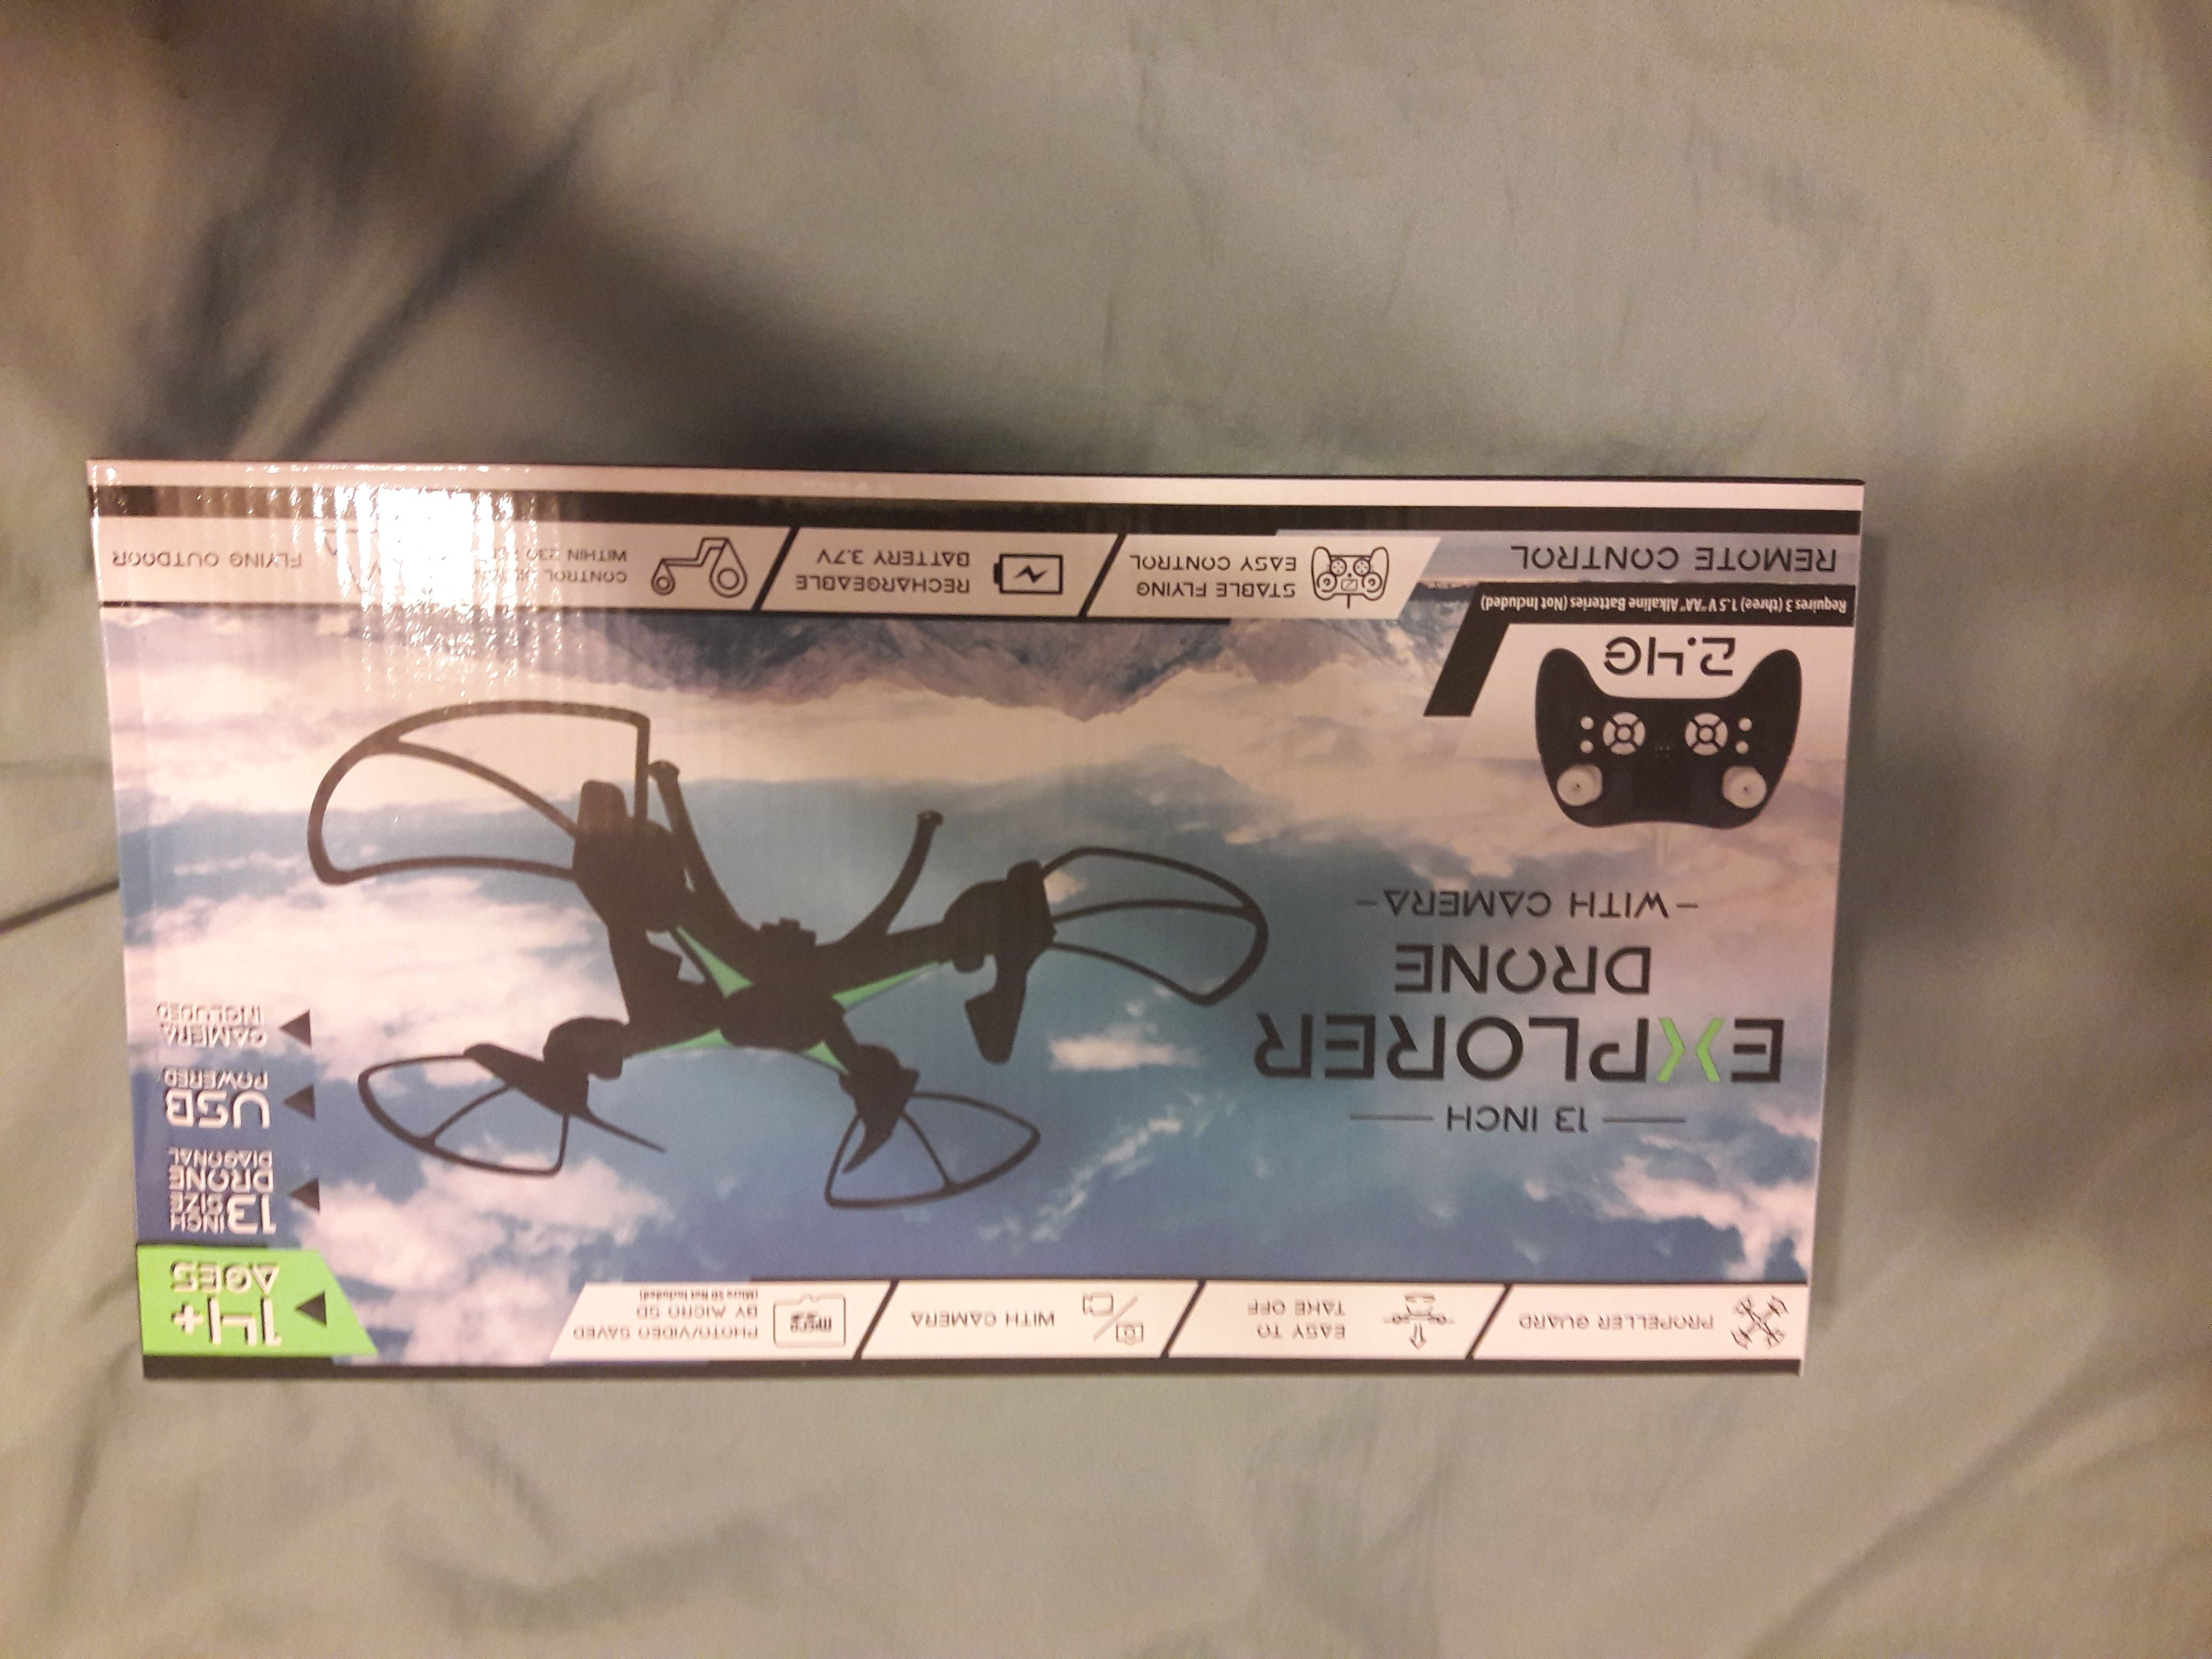 PROPELLER GUARD
EASY TO
TAKE OFF
WITH CAMERA
micro
PHOTO/VIDEO SAVED
BY MICRO SD
(Micro SD Not Included)
14+
AGES
13 INCH
SIZE
DRONE
DIAGONAL
USB
POWERED
CAMERA
INCLUDED
13 INCH
EXPLORER
DRONE
-WITH CAMERA-
2.4G
Requires 3 (three) 1.5 V "AA" Alkaline Batteries (Not Included)
REMOTE CONTROL
STABLE FLYING
EASY CONTROL
RECHARGEABLE
BATTERY 3.7V
CONTROL
WITHIN
FLYING OUTDOOR